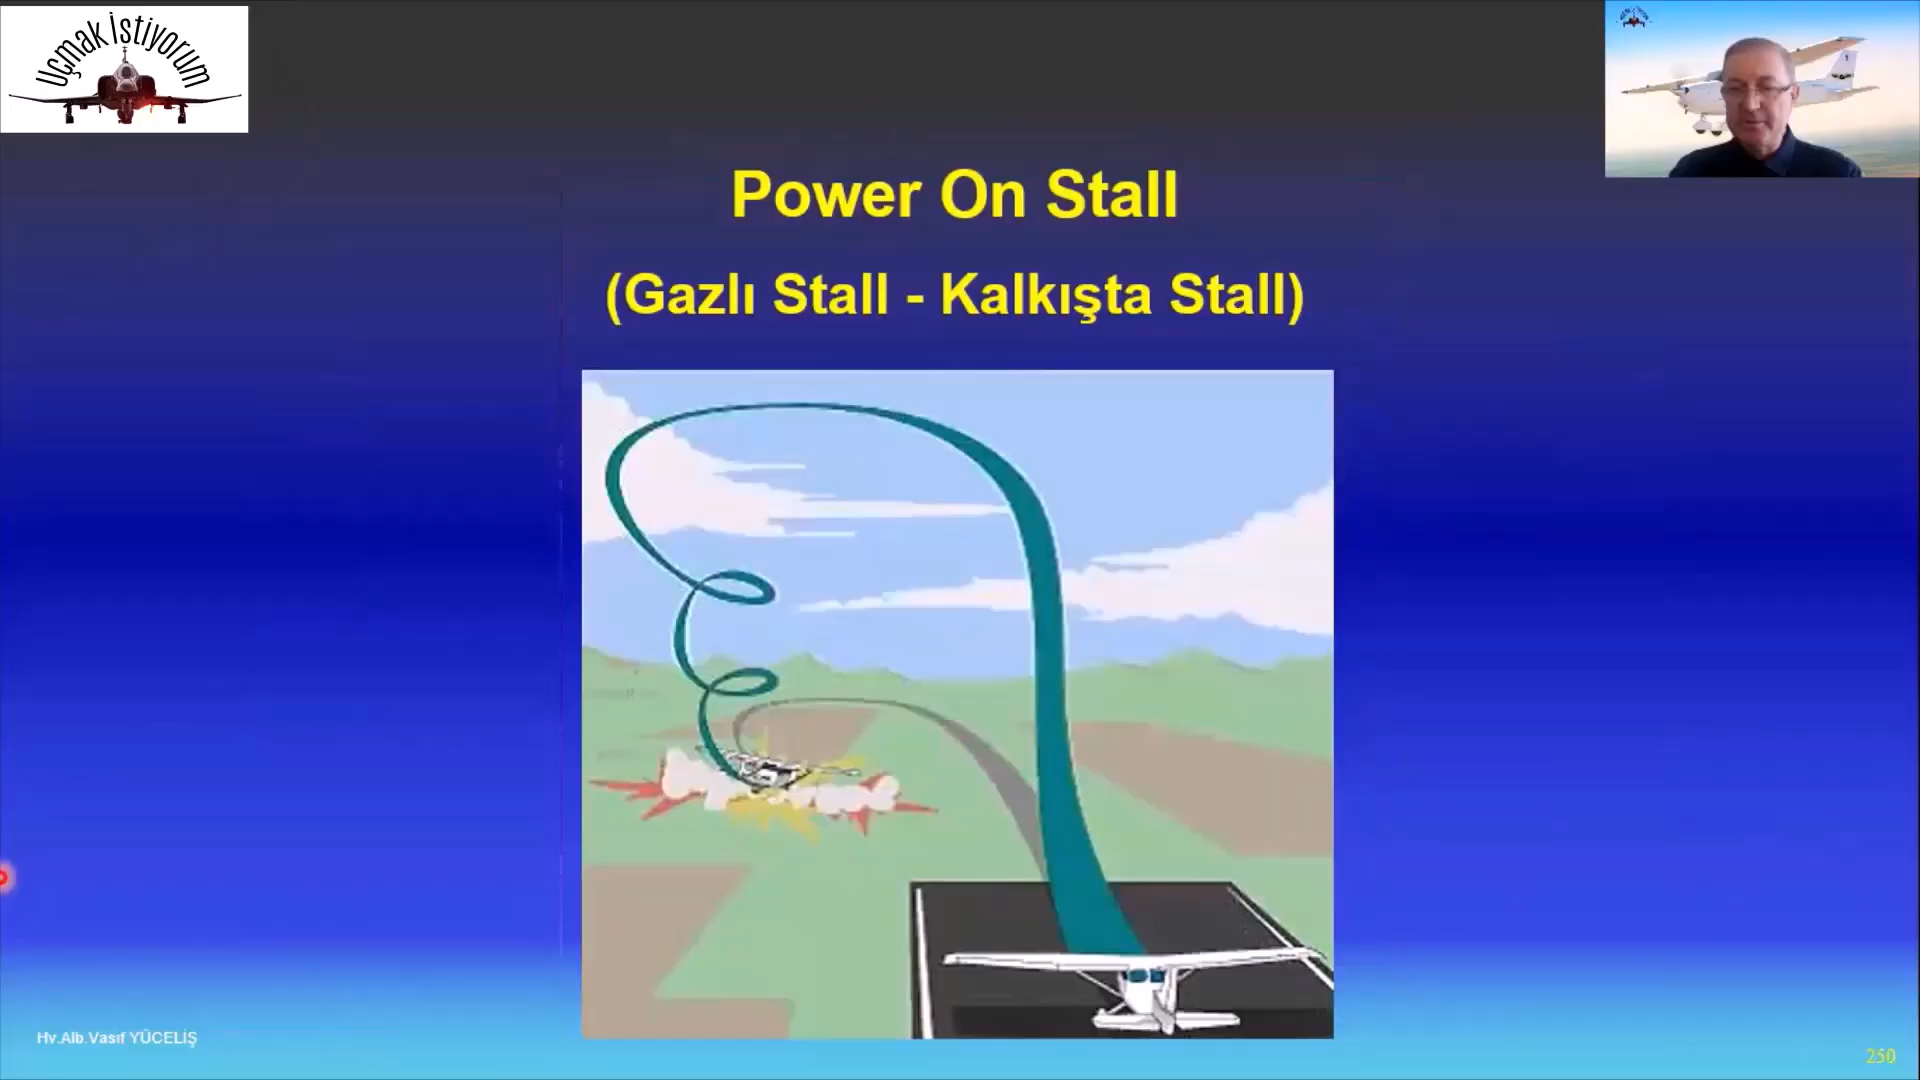 Uçmak İstiyorum
Power On Stall
(Gazlı Stall - Kalkışta Stall)
Hv.Alb.Vasıf YÜCELİŞ
250